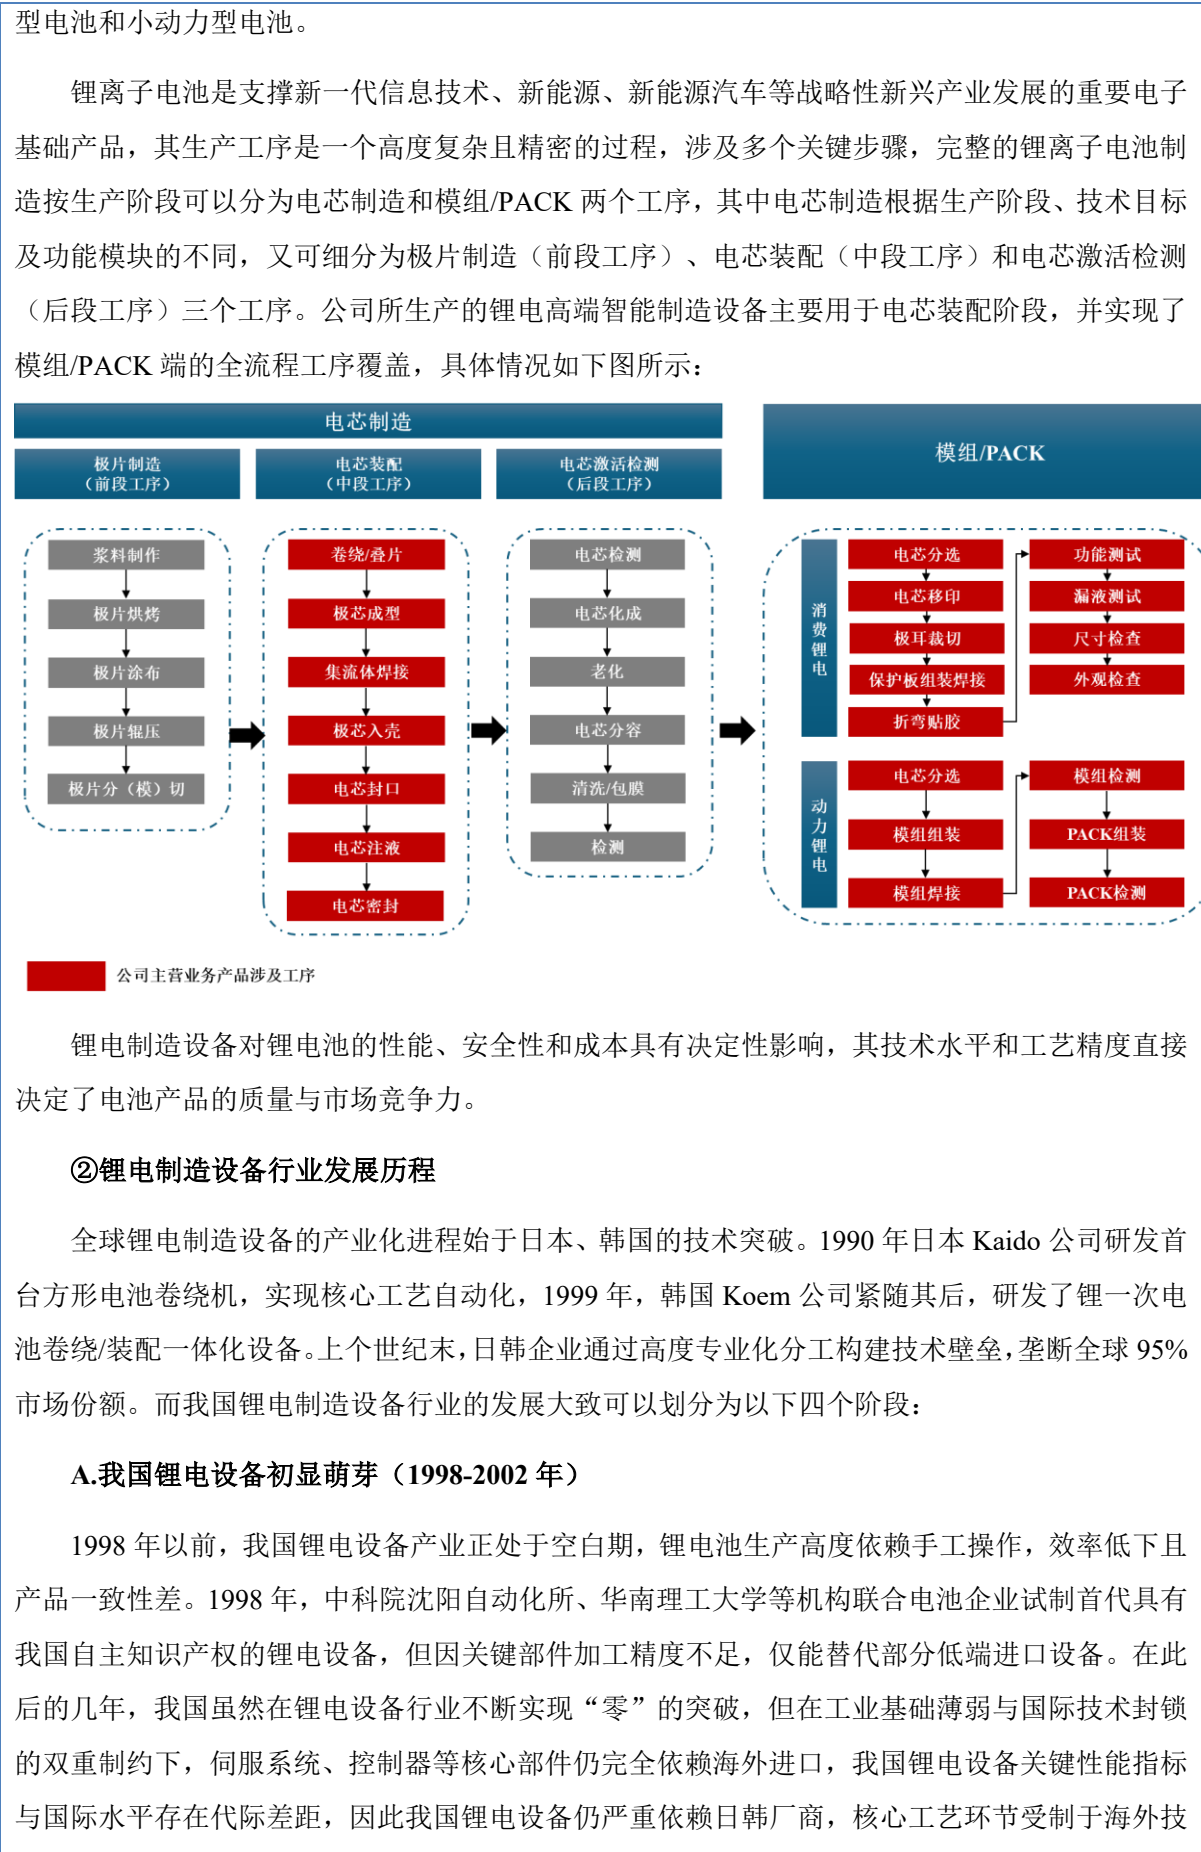 型电池和小动力型电池。
锂离子电池是支撑新一代信息技术、新能源、新能源汽车等战略性新兴产业发展的重要电子
基础产品，其生产工序是一个高度复杂且精密的过程，涉及多个关键步骤，完整的锂离子电池制
造按生产阶段可以分为电芯制造和模组/PACK 两个工序，其中电芯制造根据生产阶段、技术目标
及功能模块的不同，又可细分为极片制造（前段工序）、电芯装配（中段工序）和电芯激活检测
（后段工序）三个工序。公司所生产的锂电高端智能制造设备主要用于电芯装配阶段，并实现了
模组/PACK 端的全流程工序覆盖，具体情况如下图所示：
电芯制造
极片制造
（前段工序）
浆料制作
极片烘烤
极片涂布
极片辊压
极片分（模）切
电芯装配
（中段工序）
卷绕/叠片
极芯成型
集流体焊接
极芯入壳
电芯封口
电芯注液
电芯密封
电芯激活检测
（后段工序）
电芯检测
电芯化成
老化
电芯分容
清洗/包膜
检测
模组/PACK
消费锂电
电芯分选
电芯移印
极耳裁切
保护板组装焊接
折弯贴胶
功能测试
漏液测试
尺寸检查
外观检查
动力锂电
电芯分选
模组组装
模组焊接
模组检测
PACK组装
PACK检测
公司主营业务产品涉及工序
锂电制造设备对锂电池的性能、安全性和成本具有决定性影响，其技术水平和工艺精度直接
决定了电池产品的质量与市场竞争力。
②锂电制造设备行业发展历程
全球锂电制造设备的产业化进程始于日本、韩国的技术突破。1990 年日本 Kaido 公司研发首
台方形电池卷绕机，实现核心工艺自动化，1999 年，韩国 Koem 公司紧随其后，研发了锂一次电
池卷绕/装配一体化设备。上个世纪末，日韩企业通过高度专业化分工构建技术壁垒，垄断全球 95%
市场份额。而我国锂电制造设备行业的发展大致可以划分为以下四个阶段：
A.我国锂电设备初显萌芽（1998-2002 年）
1998 年以前，我国锂电设备产业正处于空白期，锂电池生产高度依赖手工操作，效率低下且
产品一致性差。1998 年，中科院沈阳自动化所、华南理工大学等机构联合电池企业试制首代具有
我国自主知识产权的锂电设备，但因关键部件加工精度不足，仅能替代部分低端进口设备。在此
后的几年，我国虽然在锂电设备行业不断实现“零”的突破，但在工业基础薄弱与国际技术封锁
的双重制约下，伺服系统、控制器等核心部件仍完全依赖海外进口，我国锂电设备关键性能指标
与国际水平存在代际差距，因此我国锂电设备仍严重依赖日韩厂商，核心工艺环节受制于海外技